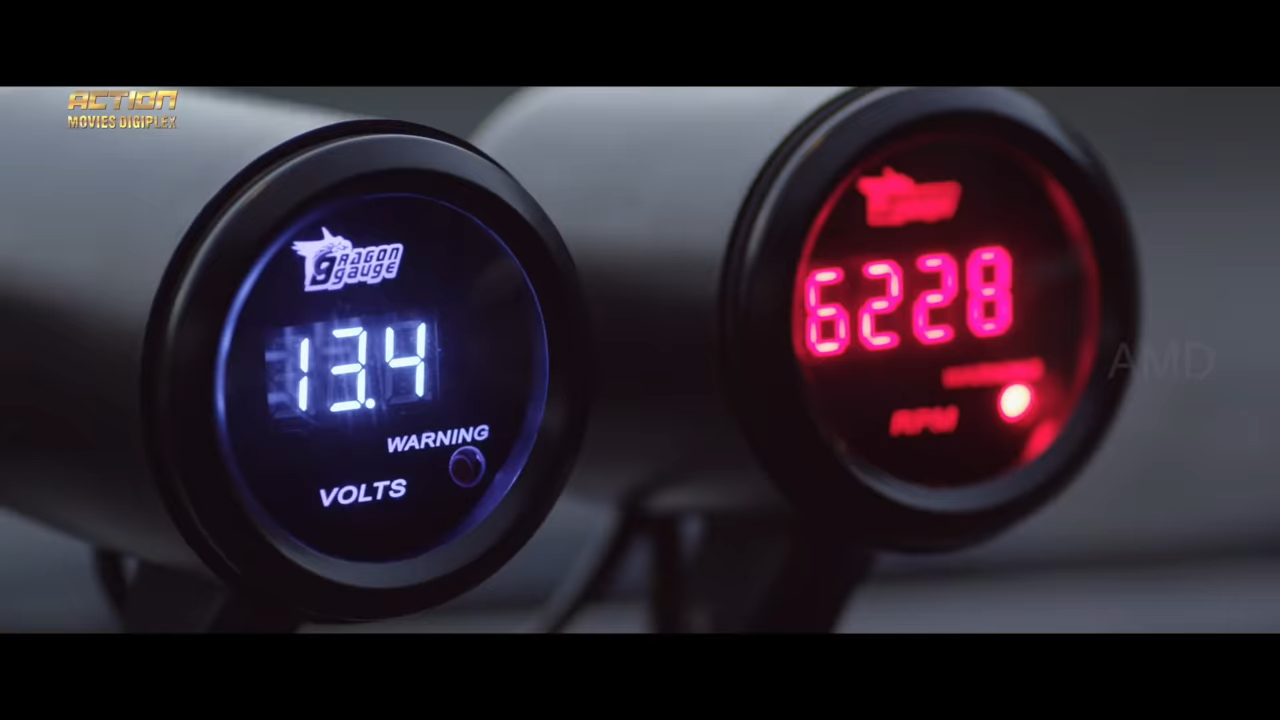 ACTION
MOVIES DIGIPLEX
DRAGON
gauge
13.4
WARNING
VOLTS
6228
RPM
AMD